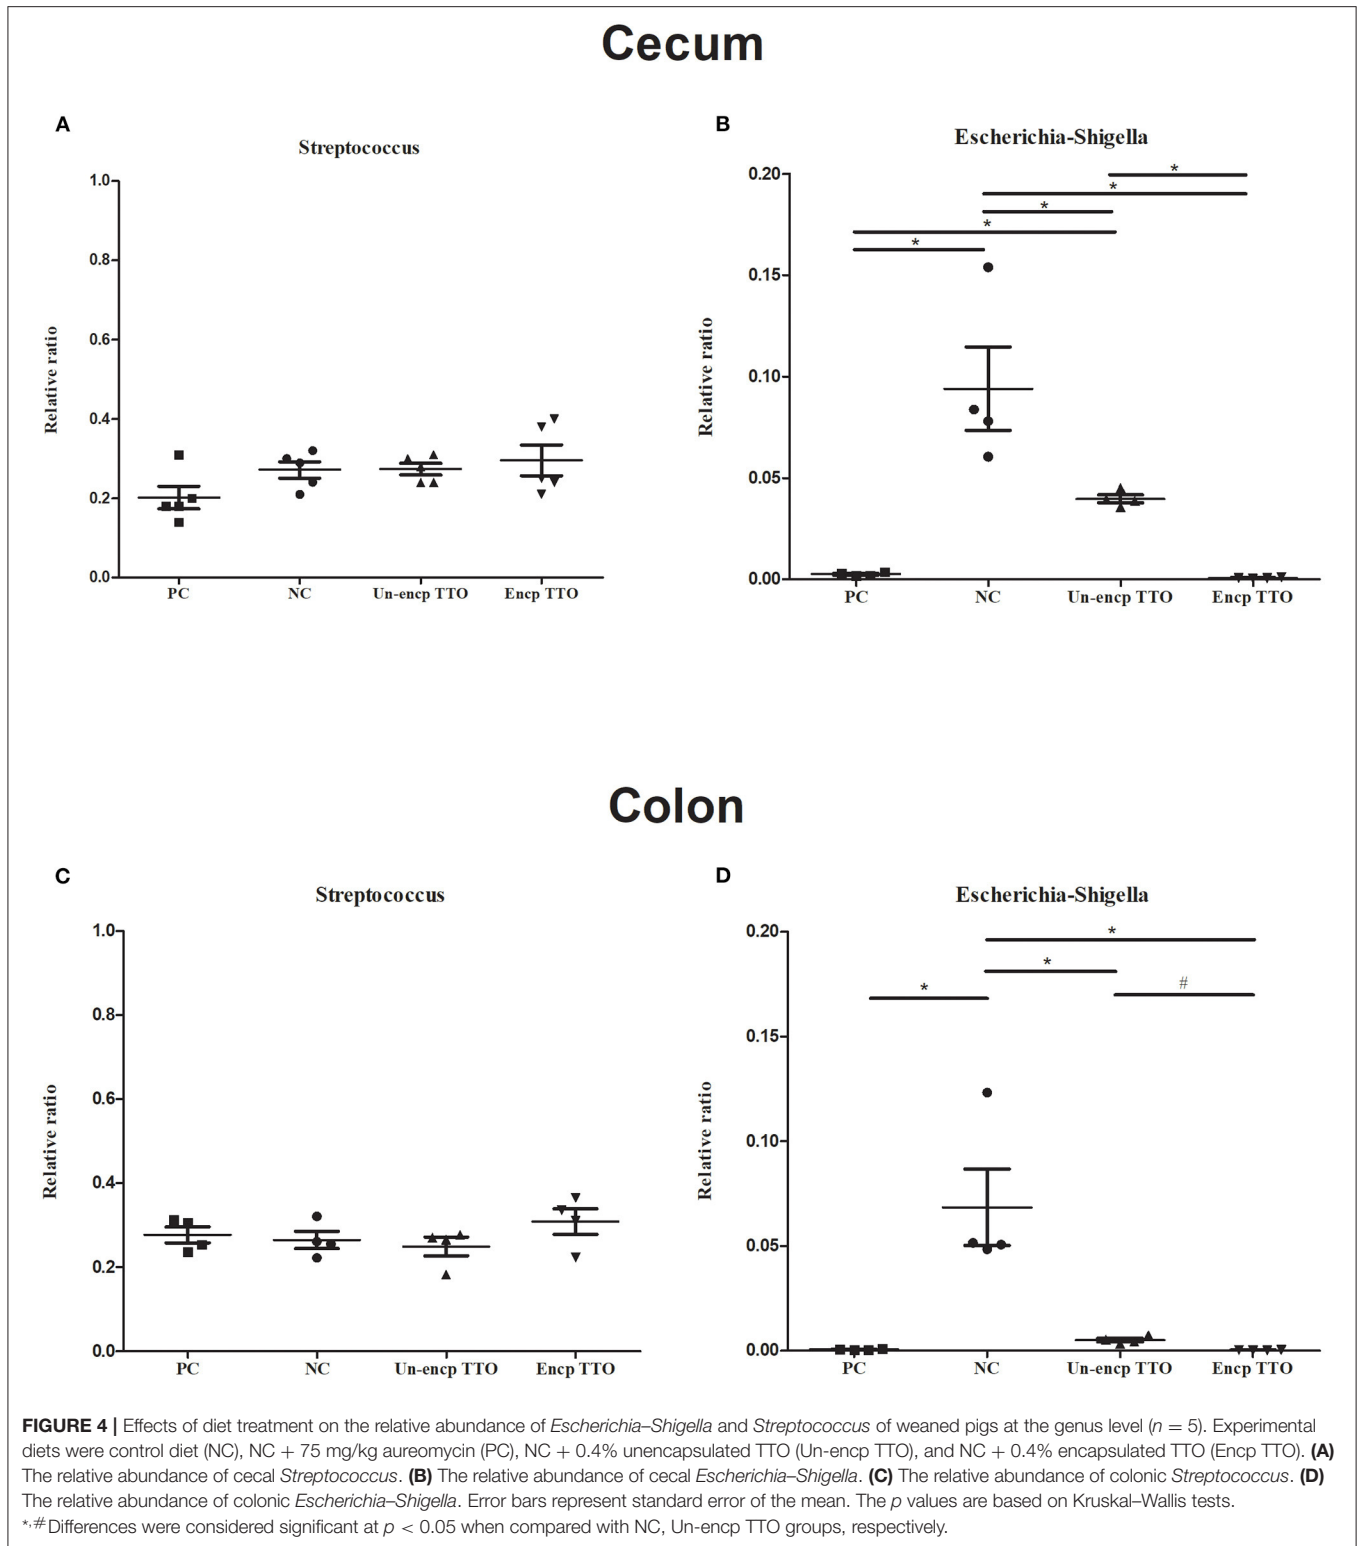 Cecum
A
Streptococcus
1.0
0.8
0.6
0.4
0.2
0.0
Relative ratio
PC NC Un-encp TTO Encp TTO
B
Escherichia-Shigella
0.20
0.15
0.10
0.05
0.00
Relative ratio
*
*
*
*
*
PC NC Un-encp TTO Encp TTO
Colon
C
Streptococcus
1.0
0.8
0.6
0.4
0.2
0.0
Relative ratio
PC NC Un-encp TTO Encp TTO
D
Escherichia-Shigella
0.20
0.15
0.10
0.05
0.00
Relative ratio
*
*
#
*
PC NC Un-encp TTO Encp TTO
FIGURE 4 | Effects of diet treatment on the relative abundance of Escherichia–Shigella and Streptococcus of weaned pigs at the genus level (n = 5). Experimental
diets were control diet (NC), NC + 75 mg/kg aureomycin (PC), NC + 0.4% unencapsulated TTO (Un-encp TTO), and NC + 0.4% encapsulated TTO (Encp TTO). (A)
The relative abundance of cecal Streptococcus. (B) The relative abundance of cecal Escherichia–Shigella. (C) The relative abundance of colonic Streptococcus. (D)
The relative abundance of colonic Escherichia–Shigella. Error bars represent standard error of the mean. The p values are based on Kruskal–Wallis tests.
*,#Differences were considered significant at p < 0.05 when compared with NC, Un-encp TTO groups, respectively.